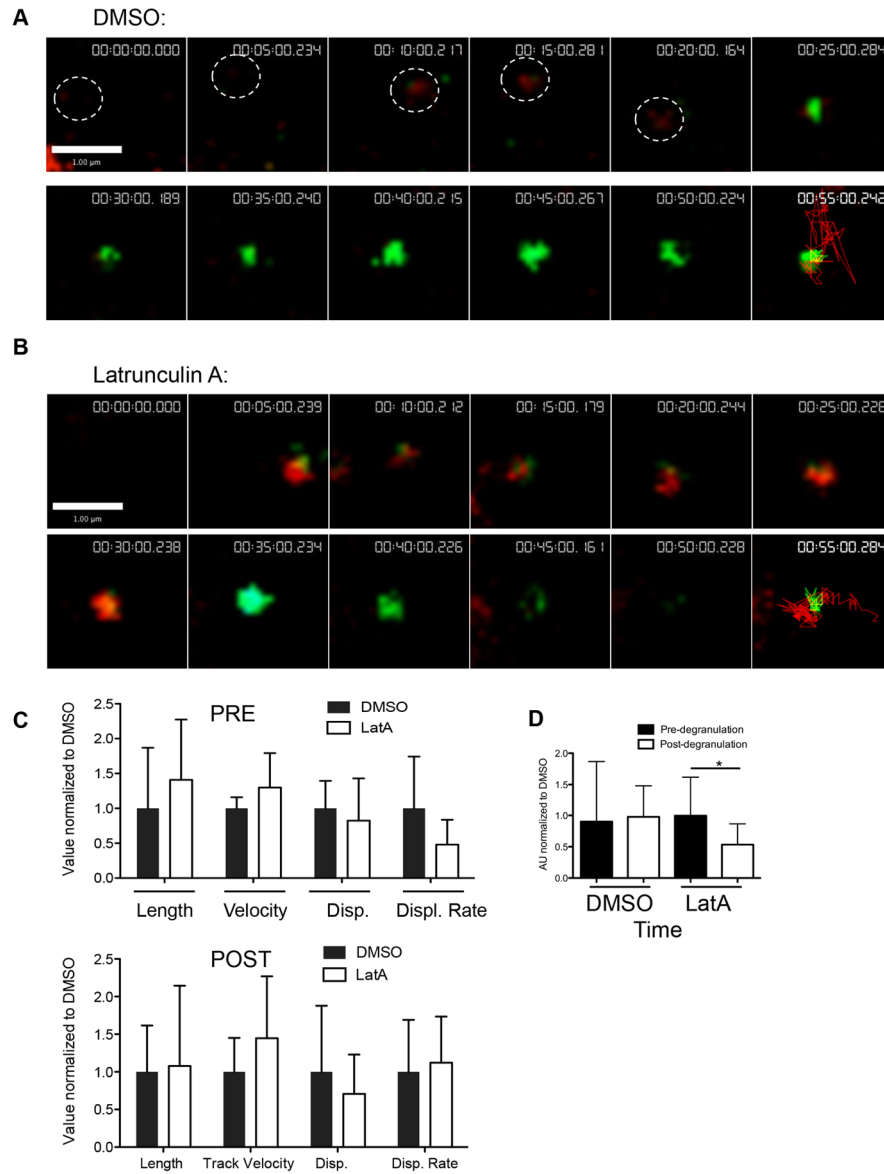 A
DMSO:
00:00:00.000 00:05:00.234 00:10:00.217 00:15:00.281 00:20:00.164 00:25:00.284
1.00 µm
00:30:00.189 00:35:00.240 00:40:00.215 00:45:00.267 00:50:00.224 00:55:00.242
B
Latrunculin A:
00:00:00.000 00:05:00.239 00:10:00.212 00:15:00.179 00:20:00.244 00:25:00.228
1.00 µm
00:30:00.238 00:35:00.234 00:40:00.226 00:45:00.161 00:50:00.228 00:55:00.284
C
PRE
DMSO
LatA
Value normalized to DMSO
2.5
2.0
1.5
1.0
0.5
0.0
Length Velocity Disp. Displ. Rate
D
Pre-degranulation
Post-degranulation
AU normalized to DMSO
2.0
1.5
1.0
0.5
0.0
*
DMSO LatA
Time
POST
DMSO
LatA
Value normalized to DMSO
2.5
2.0
1.5
1.0
0.5
0.0
Length Track Velocity Disp. Disp. Rate